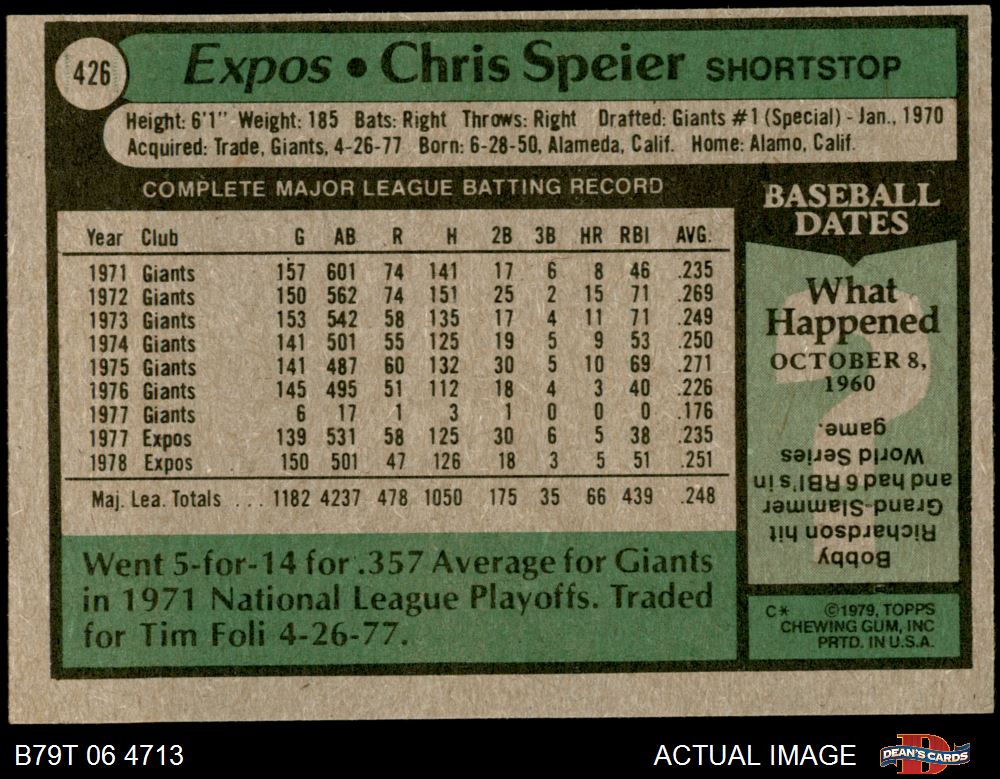 426
Expos • Chris Speier SHORTSTOP
Height: 6'1" Weight: 185 Bats: Right Throws: Right Drafted: Giants #1 (Special) - Jan., 1970
Acquired: Trade, Giants, 4-26-77 Born: 6-28-50, Alameda, Calif. Home: Alamo, Calif.
COMPLETE MAJOR LEAGUE BATTING RECORD
Year Club G AB R H 2B 3B HR RBI AVG.
1971 Giants 157 601 74 141 17 6 8 46 .235
1972 Giants 150 562 74 151 25 2 15 71 .269
1973 Giants 153 542 58 135 17 4 11 71 .249
1974 Giants 141 501 55 125 19 5 9 53 .250
1975 Giants 141 487 60 132 30 5 10 69 .271
1976 Giants 145 495 51 112 18 4 3 40 .226
1977 Giants 6 17 1 3 1 0 0 0 .176
1977 Expos 139 531 58 125 30 6 5 38 .235
1978 Expos 150 501 47 126 18 3 5 51 .251
Maj. Lea. Totals ... 1182 4237 478 1050 175 35 66 439 .248
Went 5-for-14 for .357 Average for Giants
in 1971 National League Playoffs. Traded
for Tim Foli 4-26-77.
BASEBALL
DATES
What
Happened
OCTOBER 8,
1960
?
Bobby
Richardson hit
Grand-Slammer
and had 6 RBI's in
World Series
game.
C* ©1979, TOPPS
CHEWING GUM, INC
PRTD. IN U.S.A.
B79T 06 4713
ACTUAL IMAGE
D
DEAN'S CARDS